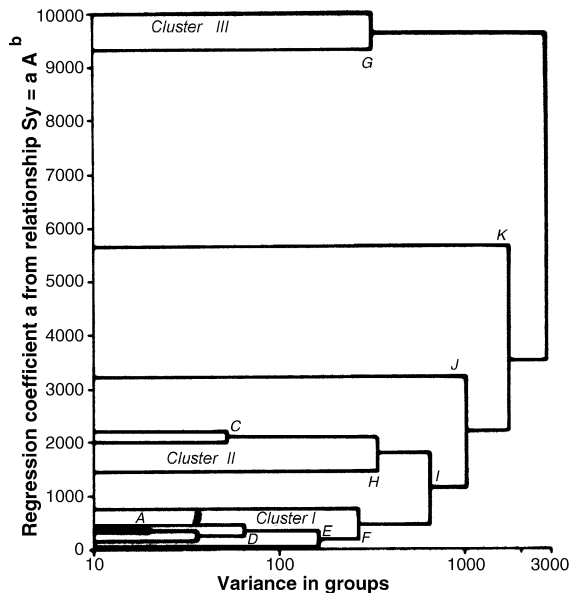 Regression coefficient a from relationship Sy = a A b
10000
9000
8000
7000
6000
5000
4000
3000
2000
1000
0
Cluster III
G
K
J
C
Cluster II
H
I
A
Cluster I
D
E
F
10
100
1000
3000
Variance in groups